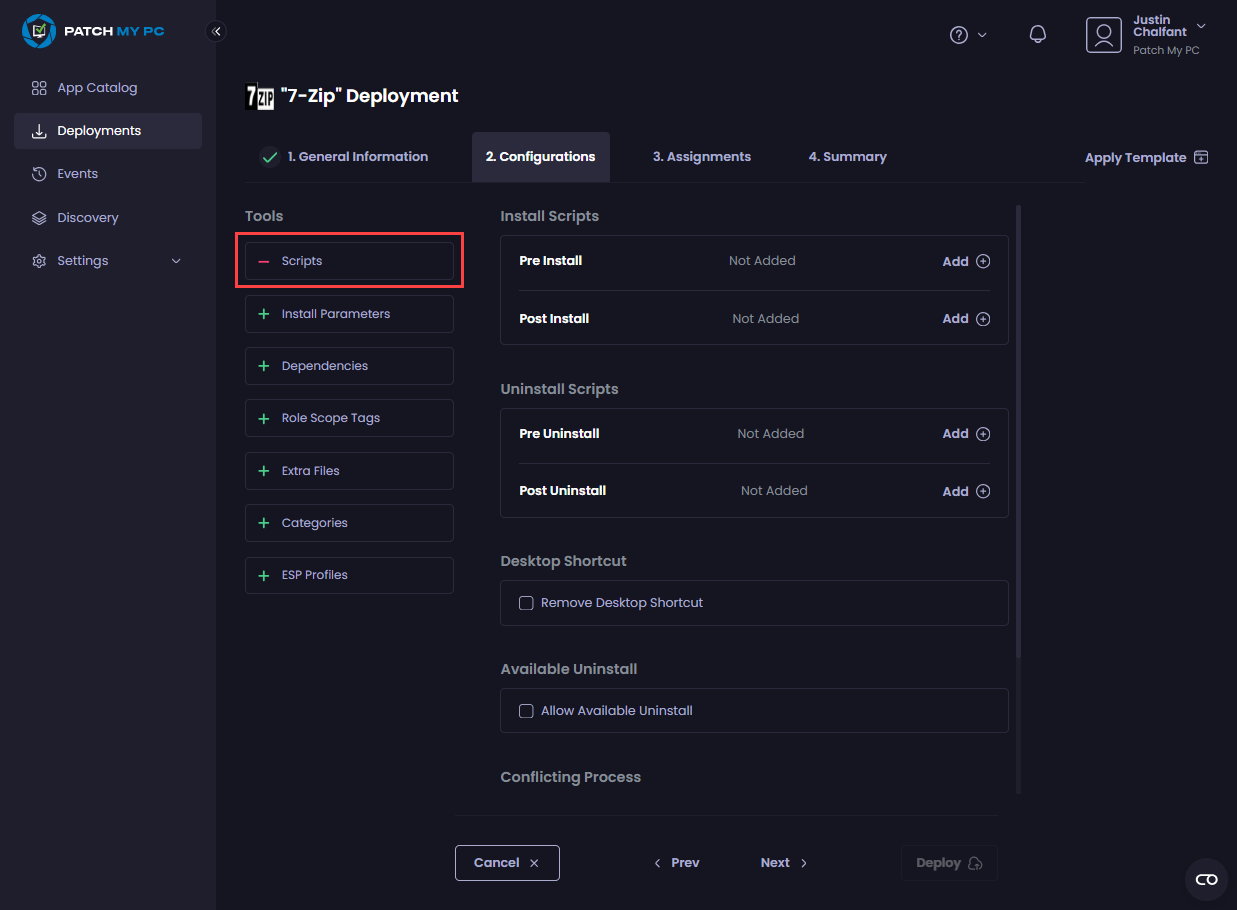 PATCH MY PC
Justin
Chalfant
Patch My PC
App Catalog
Deployments
Events
Discovery
Settings
7ZIP "7-Zip" Deployment
1. General Information
2. Configurations
3. Assignments
4. Summary
Apply Template
Tools
Scripts
Install Parameters
Dependencies
Role Scope Tags
Extra Files
Categories
ESP Profiles
Install Scripts
Pre Install Not Added Add
Post Install Not Added Add
Uninstall Scripts
Pre Uninstall Not Added Add
Post Uninstall Not Added Add
Desktop Shortcut
Remove Desktop Shortcut
Available Uninstall
Allow Available Uninstall
Conflicting Process
Cancel
Prev
Next
Deploy